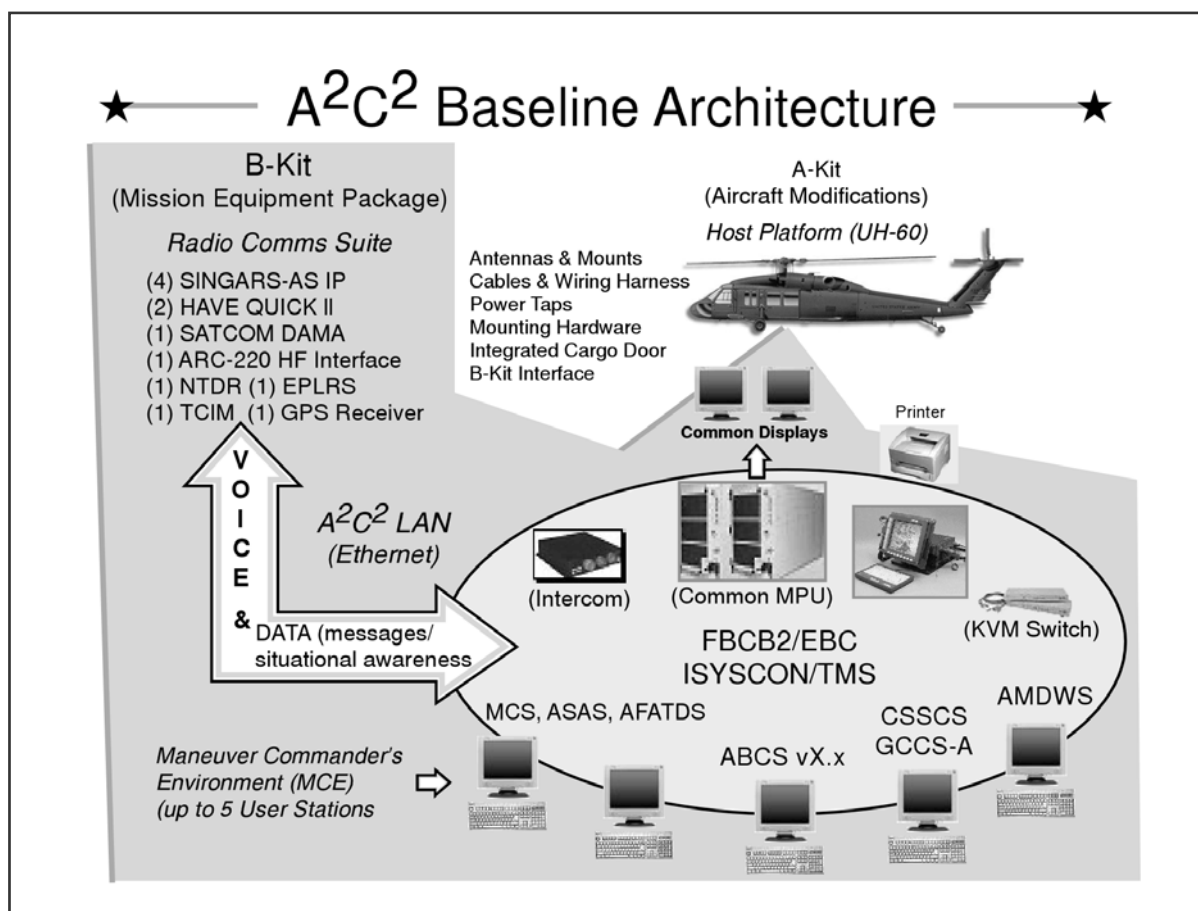 A²C² Baseline Architecture
B-Kit
(Mission Equipment Package)
Radio Comms Suite
(4) SINGARS-AS IP
(2) HAVE QUICK II
(1) SATCOM DAMA
(1) ARC-220 HF Interface
(1) NTDR (1) EPLRS
(1) TCIM (1) GPS Receiver
A-Kit
(Aircraft Modifications)
Host Platform (UH-60)
Antennas & Mounts
Cables & Wiring Harness
Power Taps
Mounting Hardware
Integrated Cargo Door
B-Kit Interface
Common Displays
Printer
VOICE &
DATA (messages/
situational awareness
A²C² LAN
(Ethernet)
(Intercom)
(Common MPU)
(KVM Switch)
FBCB2/EBC
ISYSCON/TMS
MCS, ASAS, AFATDS
ABCS vX.x
CSSCS
GCCS-A
AMDWS
Maneuver Commander's
Environment (MCE)
(up to 5 User Stations